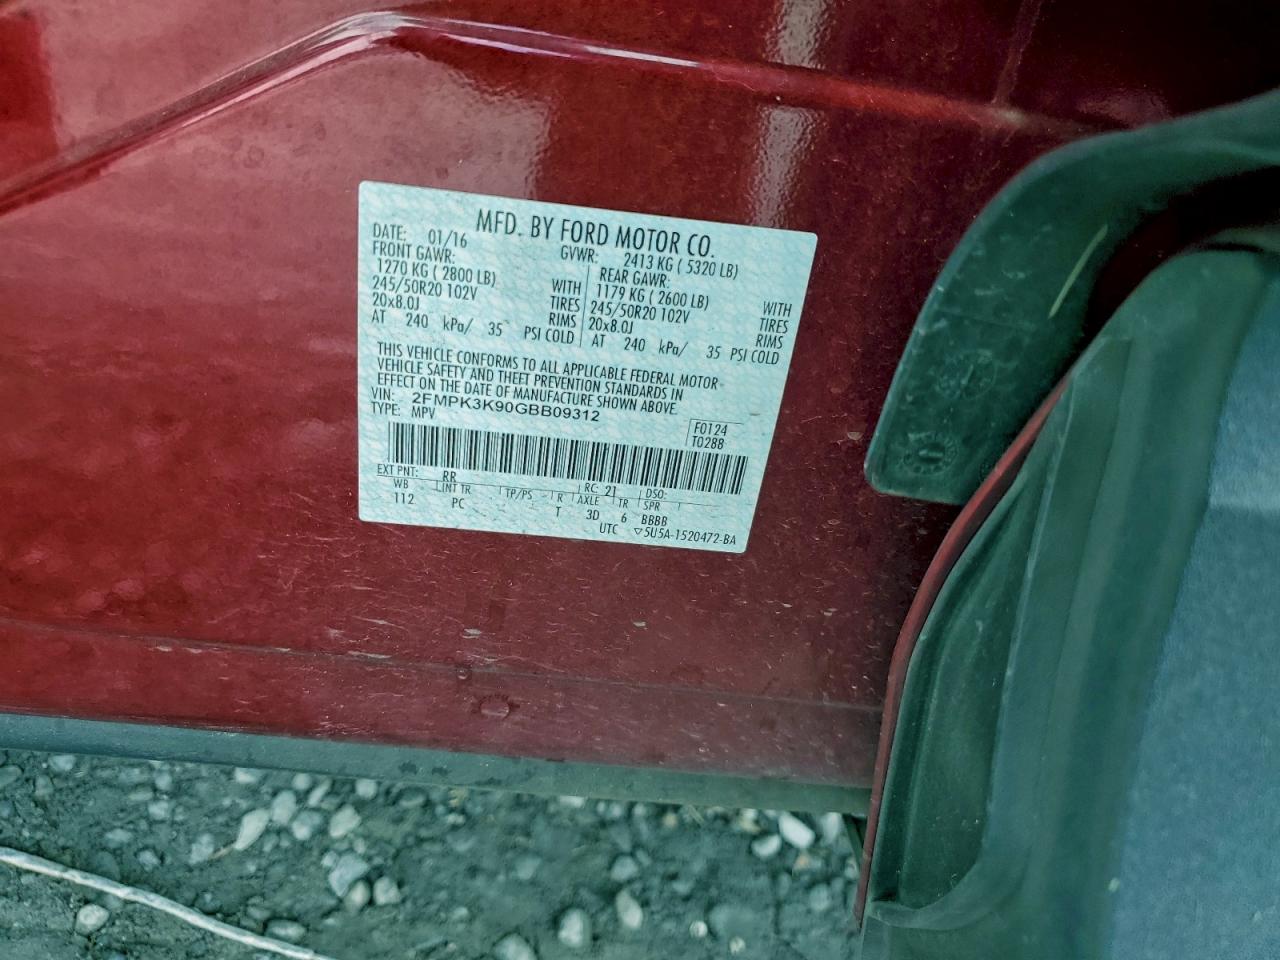 MFD. BY FORD MOTOR CO.
DATE: 01/16 GVWR: 2413 KG ( 5320 LB)
FRONT GAWR: REAR GAWR:
1270 KG ( 2800 LB) WITH 1179 KG ( 2600 LB) WITH
245/50R20 102V TIRES 245/50R20 102V TIRES
20x8.0J RIMS 20x8.0J RIMS
AT 240 kPa/ 35 PSI COLD AT 240 kPa/ 35 PSI COLD
THIS VEHICLE CONFORMS TO ALL APPLICABLE FEDERAL MOTOR
VEHICLE SAFETY AND THEFT PREVENTION STANDARDS IN
EFFECT ON THE DATE OF MANUFACTURE SHOWN ABOVE.
VIN: 2FMPK3K90GBB09312
TYPE: MPV
F0124
T0288
EXT PNT: RR RC: 21 DSO:
WB INT TR TP/PS R AXLE TR SPR
112 PC T 3D 6 BBBB
UTC ▽5U5A-1520472-BA